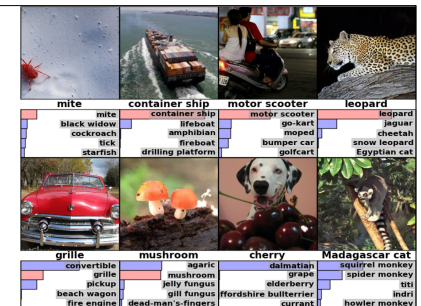 mite container ship motor scooter leopard
mite container ship motor scooter leopard
black widow lifeboat go-kart jaguar
cockroach amphibian moped cheetah
tick fireboat bumper car snow leopard
starfish drilling platform golfcart Egyptian cat
grille mushroom cherry Madagascar cat
convertible agaric dalmatian squirrel monkey
grille mushroom grape spider monkey
pickup jelly fungus elderberry titi
beach wagon gill fungus ffordshire bullterrier indri
fire engine dead-man's-fingers currant howler monkey